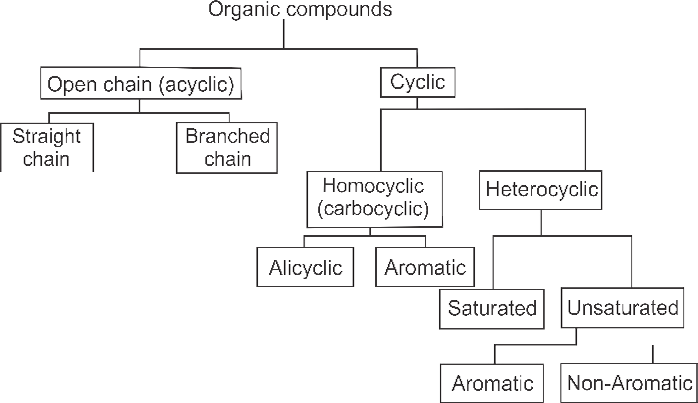 Organic compounds
Open chain (acyclic)
Cyclic
Straight
chain
Branched
chain
Homocyclic
(carbocyclic)
Heterocyclic
Alicyclic
Aromatic
Saturated
Unsaturated
Aromatic
Non-Aromatic